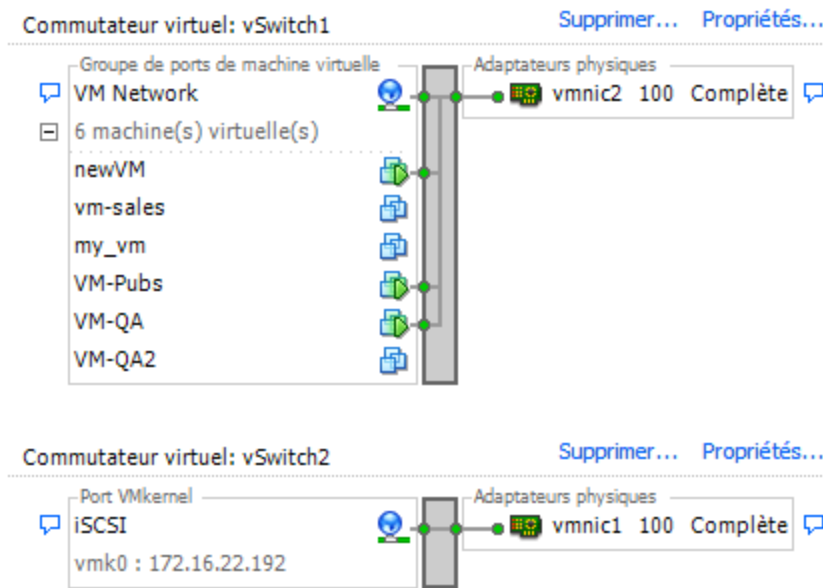 Commutateur virtuel: vSwitch1
Supprimer... Propriétés...
Groupe de ports de machine virtuelle
Adaptateurs physiques
VM Network
vmnic2 100 Complète
6 machine(s) virtuelle(s)
newVM
vm-sales
my_vm
VM-Pubs
VM-QA
VM-QA2
Commutateur virtuel: vSwitch2
Supprimer... Propriétés...
Port VMkernel
Adaptateurs physiques
iSCSI
vmnic1 100 Complète
vmk0 : 172.16.22.192